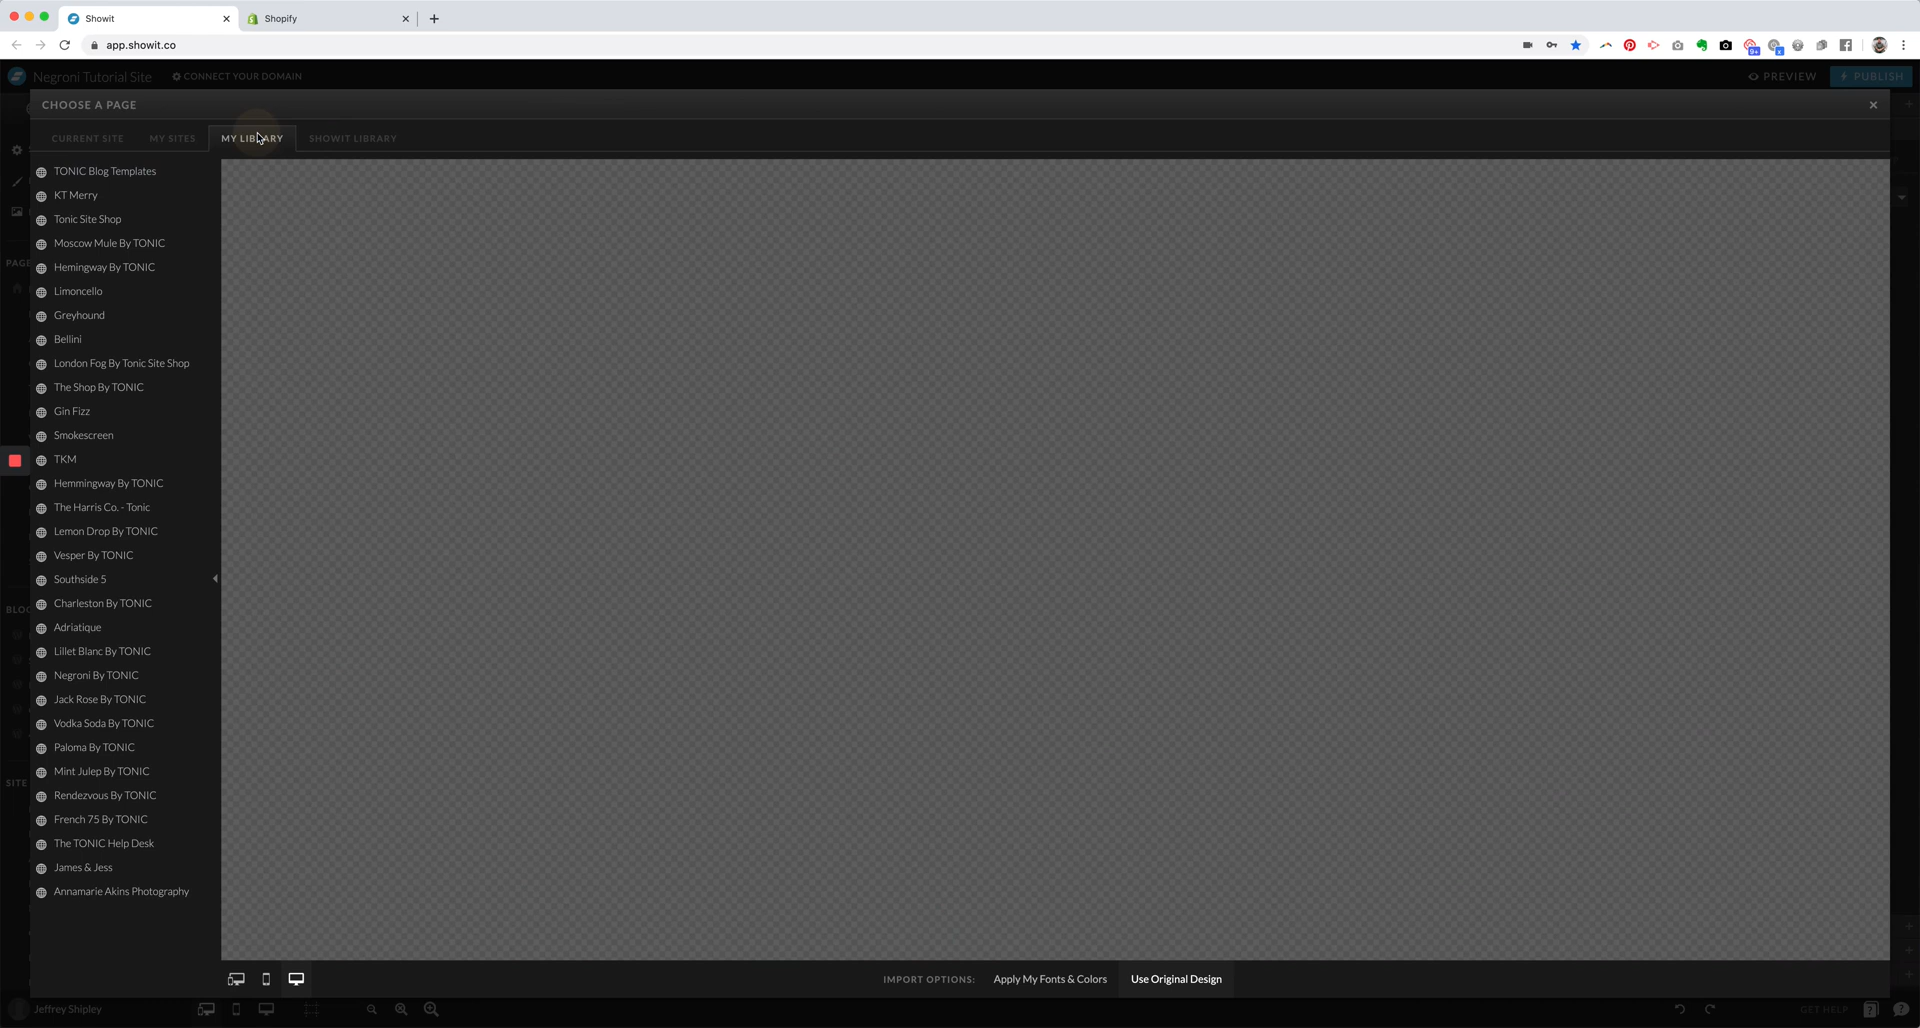 Showit
Shopify
app.showit.co
Negroni Tutorial Site
CONNECT YOUR DOMAIN
PREVIEW
PUBLISH
CHOOSE A PAGE
CURRENT SITE
MY SITES
MY LIBRARY
SHOWIT LIBRARY
TONIC Blog Templates
KT Merry
Tonic Site Shop
Moscow Mule By TONIC
Hemingway By TONIC
Limoncello
Greyhound
Bellini
London Fog By Tonic Site Shop
The Shop By TONIC
Gin Fizz
Smokescreen
TKM
Hemmingway By TONIC
The Harris Co. - Tonic
Lemon Drop By TONIC
Vesper By TONIC
Southside 5
Charleston By TONIC
Adriatique
Lillet Blanc By TONIC
Negroni By TONIC
Jack Rose By TONIC
Vodka Soda By TONIC
Paloma By TONIC
Mint Julep By TONIC
Rendezvous By TONIC
French 75 By TONIC
The TONIC Help Desk
James & Jess
Annamarie Akins Photography
IMPORT OPTIONS:
Apply My Fonts & Colors
Use Original Design
Jeffrey Shipley
GET HELP